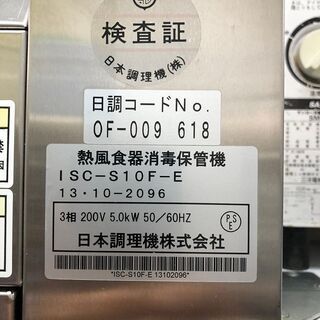 検査証
日本調理機(株)
日調コードNo.
OF-009 618
熱風食器消毒保管機
ISC-S10F-E
13・10-2096
3相 200V 5.0kW 50/60HZ
PSE
日本調理機株式会社
*ISC-S10F-E 13102096*